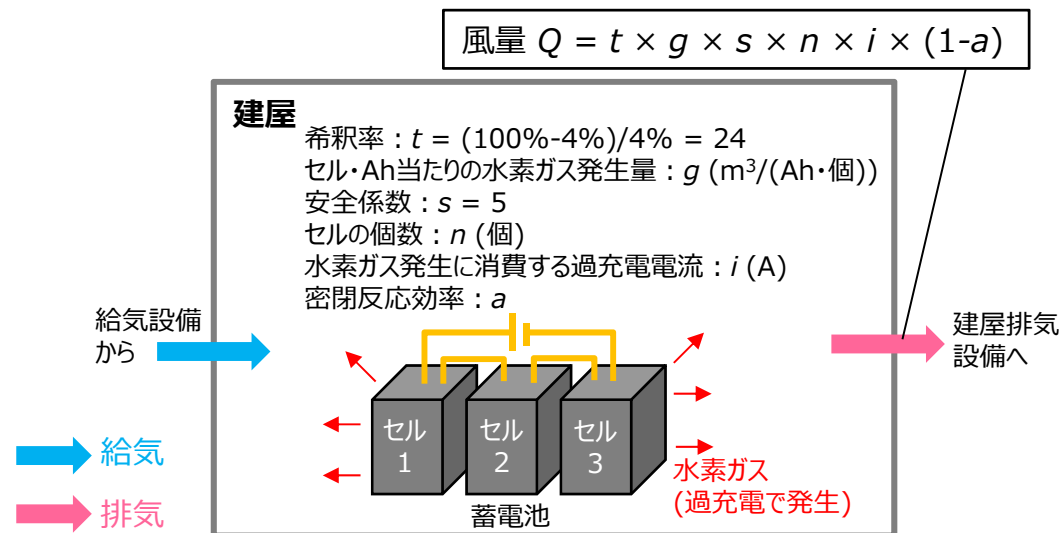 風量 Q = t × g × s × n × i × (1-a)
建屋
希釈率：t = (100%-4%)/4% = 24
セル・Ah当たりの水素ガス発生量：g (m³/(Ah・個))
安全係数：s = 5
セルの個数：n (個)
水素ガス発生に消費する過充電電流：i (A)
密閉反応効率：a
給気設備
から
建屋排気
設備へ
セル
1
セル
2
セル
3
水素ガス
(過充電で発生)
蓄電池
給気
排気